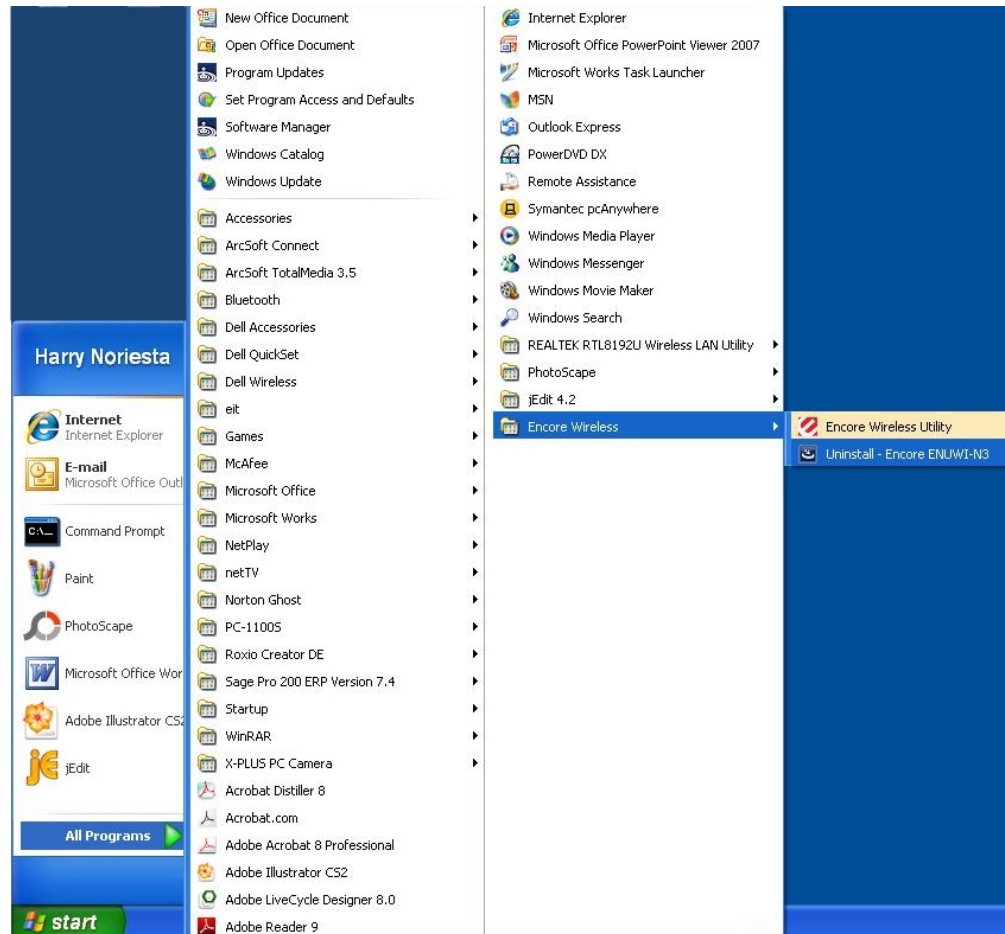 Harry Noriesta
Internet
Internet Explorer
E-mail
Microsoft Office Outl
C:\_
Command Prompt
Paint
PhotoScape
Microsoft Office Wor
Adobe Illustrator CS2
jEdit
All Programs
start
New Office Document
Open Office Document
Program Updates
Set Program Access and Defaults
Software Manager
Windows Catalog
Windows Update
Accessories
ArcSoft Connect
ArcSoft TotalMedia 3.5
Bluetooth
Dell Accessories
Dell QuickSet
Dell Wireless
eit
Games
McAfee
Microsoft Office
Microsoft Works
NetPlay
netTV
Norton Ghost
PC-1100S
Roxio Creator DE
Sage Pro 200 ERP Version 7.4
Startup
WinRAR
X-PLUS PC Camera
Acrobat Distiller 8
Acrobat.com
Adobe Acrobat 8 Professional
Adobe Illustrator CS2
Adobe LiveCycle Designer 8.0
Adobe Reader 9
Internet Explorer
Microsoft Office PowerPoint Viewer 2007
Microsoft Works Task Launcher
MSN
Outlook Express
PowerDVD DX
Remote Assistance
Symantec pcAnywhere
Windows Media Player
Windows Messenger
Windows Movie Maker
Windows Search
REALTEK RTL8192U Wireless LAN Utility
PhotoScape
jEdit 4.2
Encore Wireless
Encore Wireless Utility
Uninstall - Encore ENUWI-N3